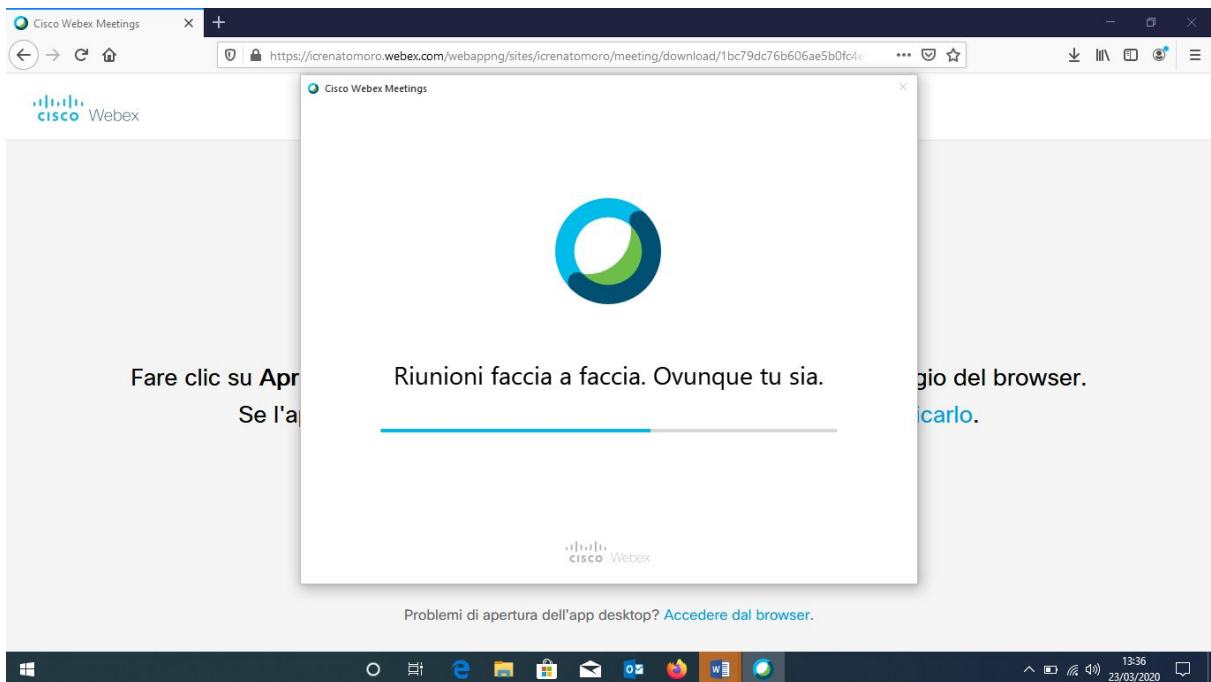 Cisco Webex Meetings
https://icrenatomoro.webex.com/webappng/sites/icrenatomoro/meeting/download/1bc79dc76b606ae5b0fc4e
cisco Webex
Cisco Webex Meetings
Riunioni faccia a faccia. Ovunque tu sia.
Fare clic su Apr
gio del browser.
Se l'a
icarlo.
cisco Webex
Problemi di apertura dell'app desktop? Accedere dal browser.
13:36
23/03/2020